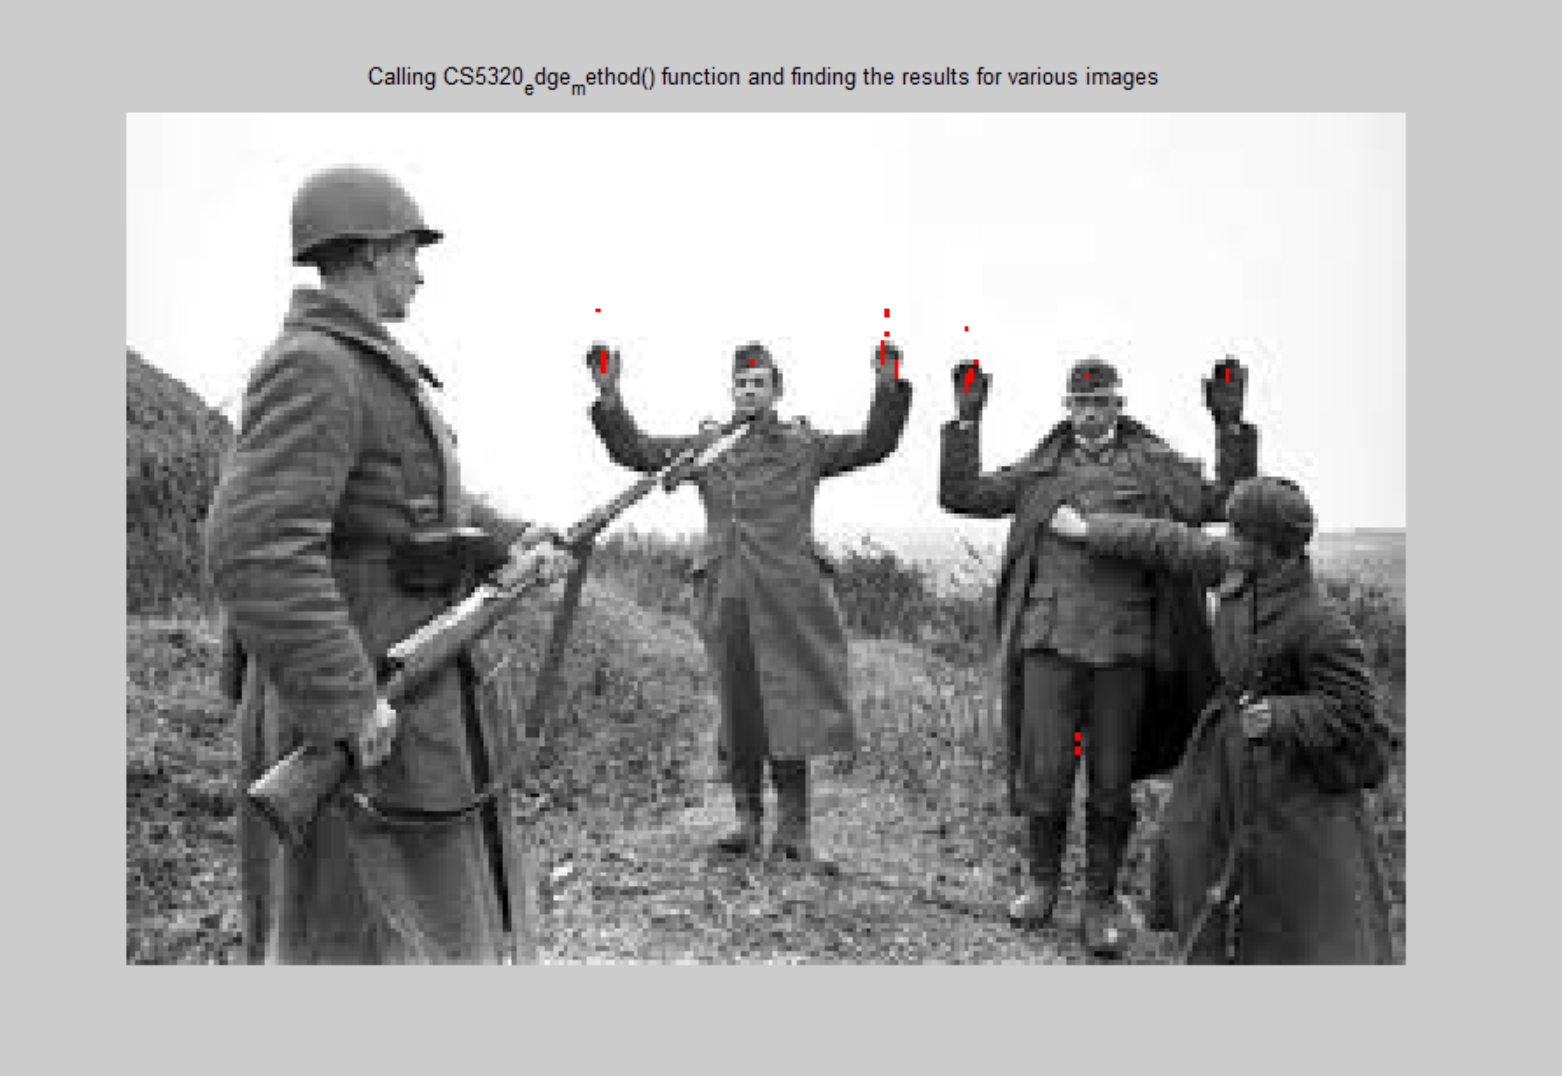 Calling CS5320edgemethod() function and finding the results for various images